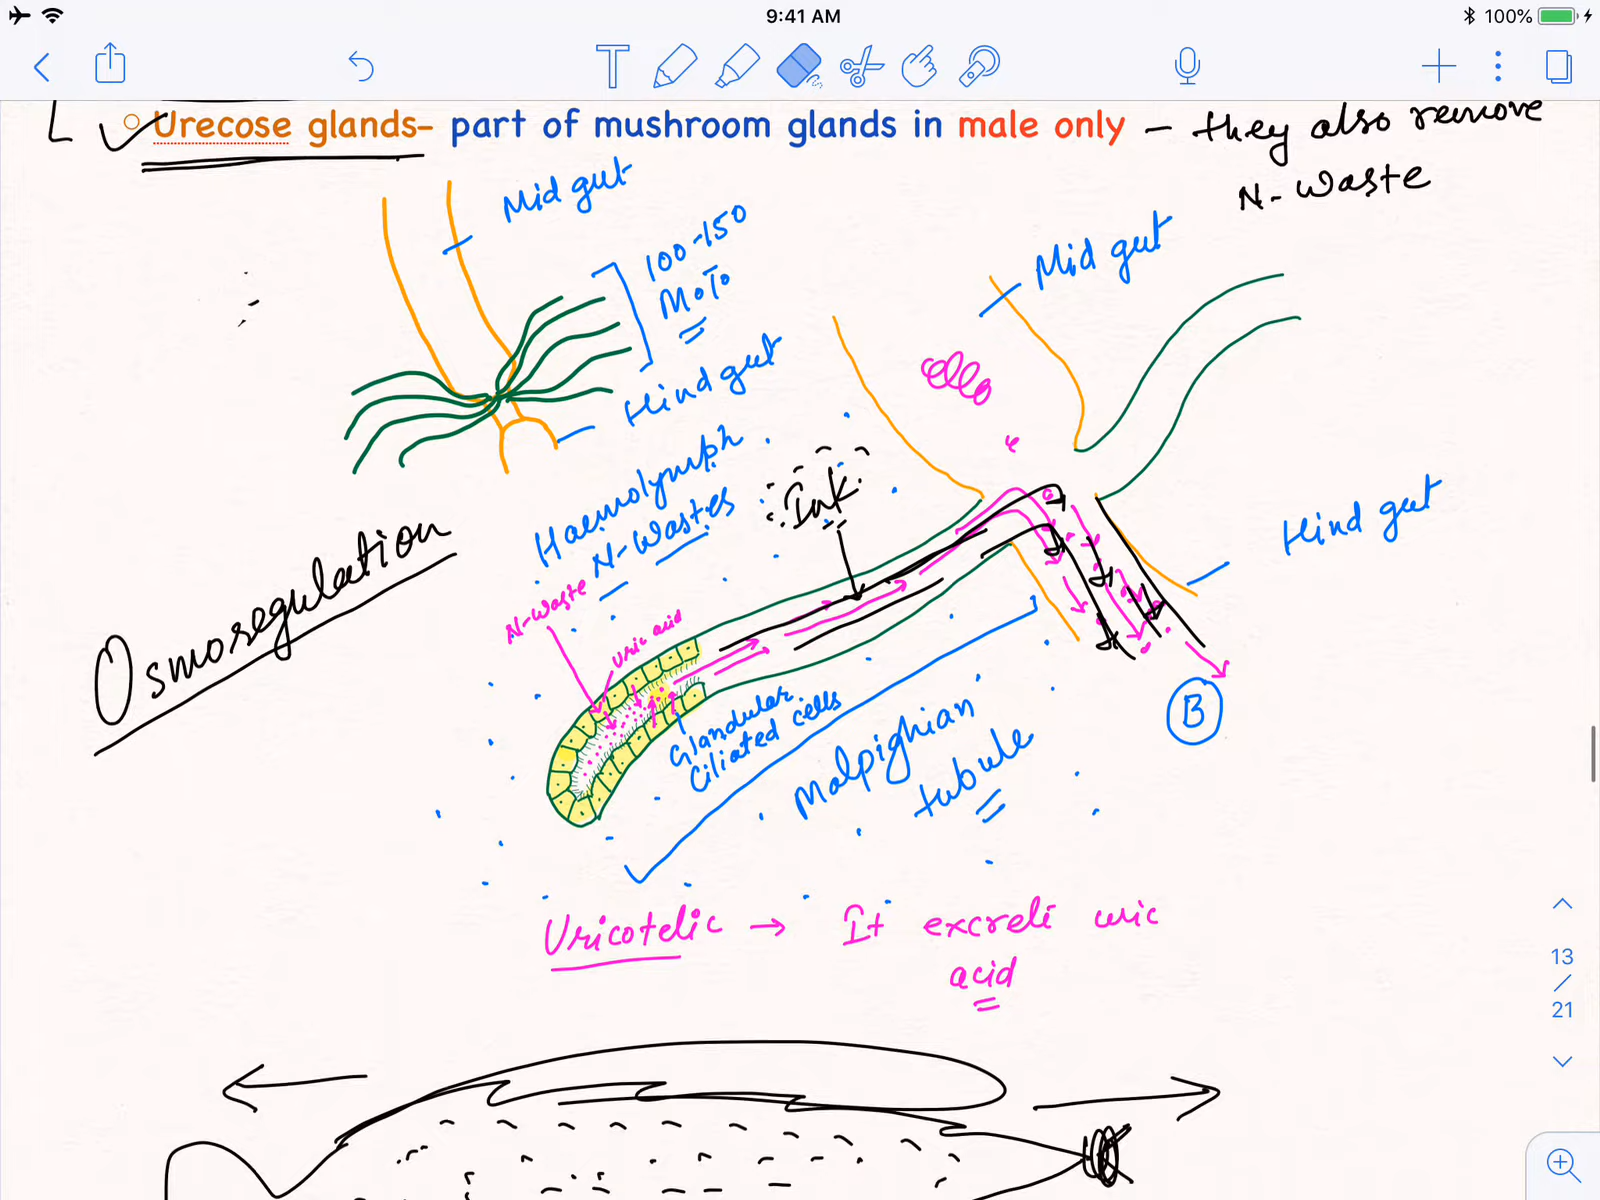 9:41 AM
100%
Urecose glands- part of mushroom glands in male only - they also remove
N-Waste
Mid gut
100-150
M.T.
Hind gut
Mid gut
Haemolymph
N-Wastes
Ink
Hind gut
Osmoregulation
N-Waste
Uric acid
Glandular
Ciliated cells
Malpighian
tubule
B
Uricotelic → It excrete uric
acid
13
/
21